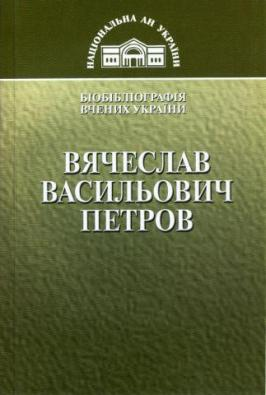 НАЦІОНАЛЬНА АН УКРАЇНИ
БІОБІБЛІОГРАФІЯ
ВЧЕНИХ УКРАЇНИ
ВЯЧЕСЛАВ
ВАСИЛЬОВИЧ
ПЕТРОВ